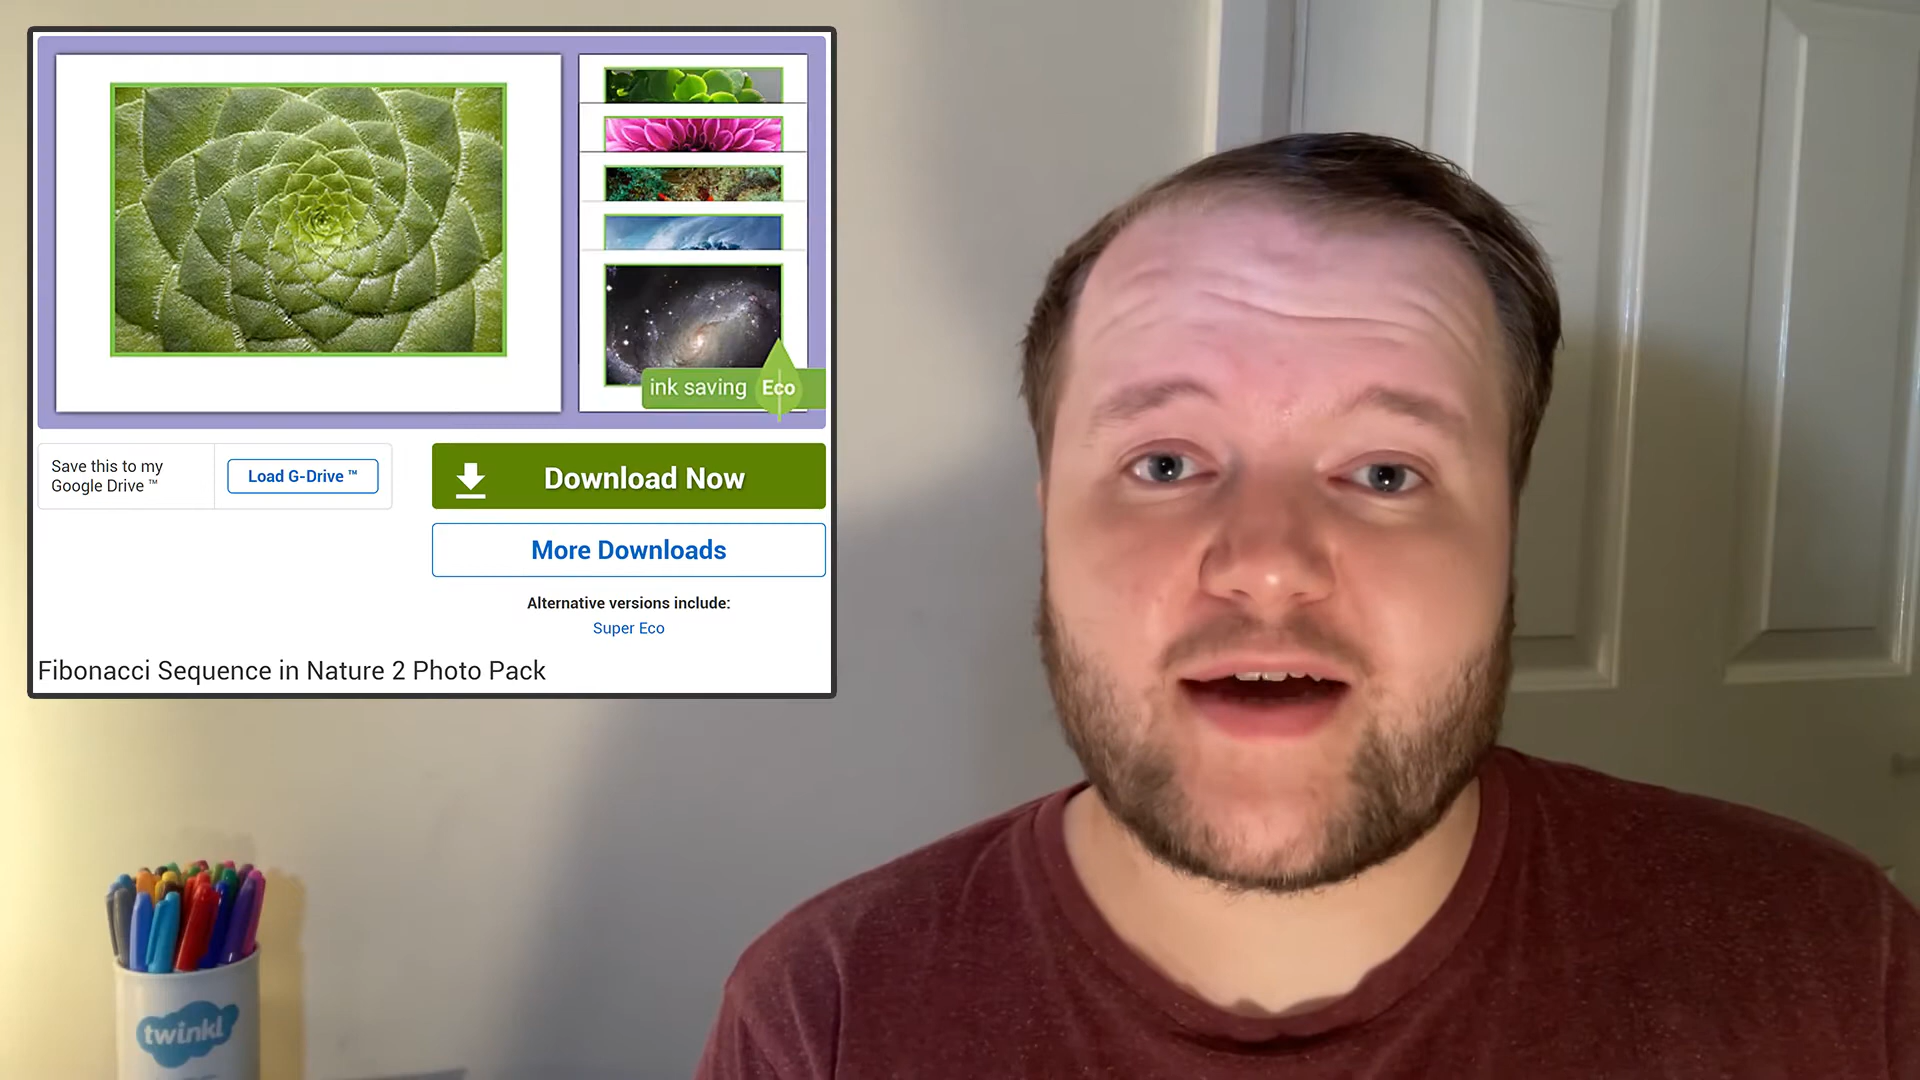 ink saving Eco
Save this to my
Google Drive ™
Load G-Drive ™
Download Now
More Downloads
Alternative versions include:
Super Eco
Fibonacci Sequence in Nature 2 Photo Pack
twinkl